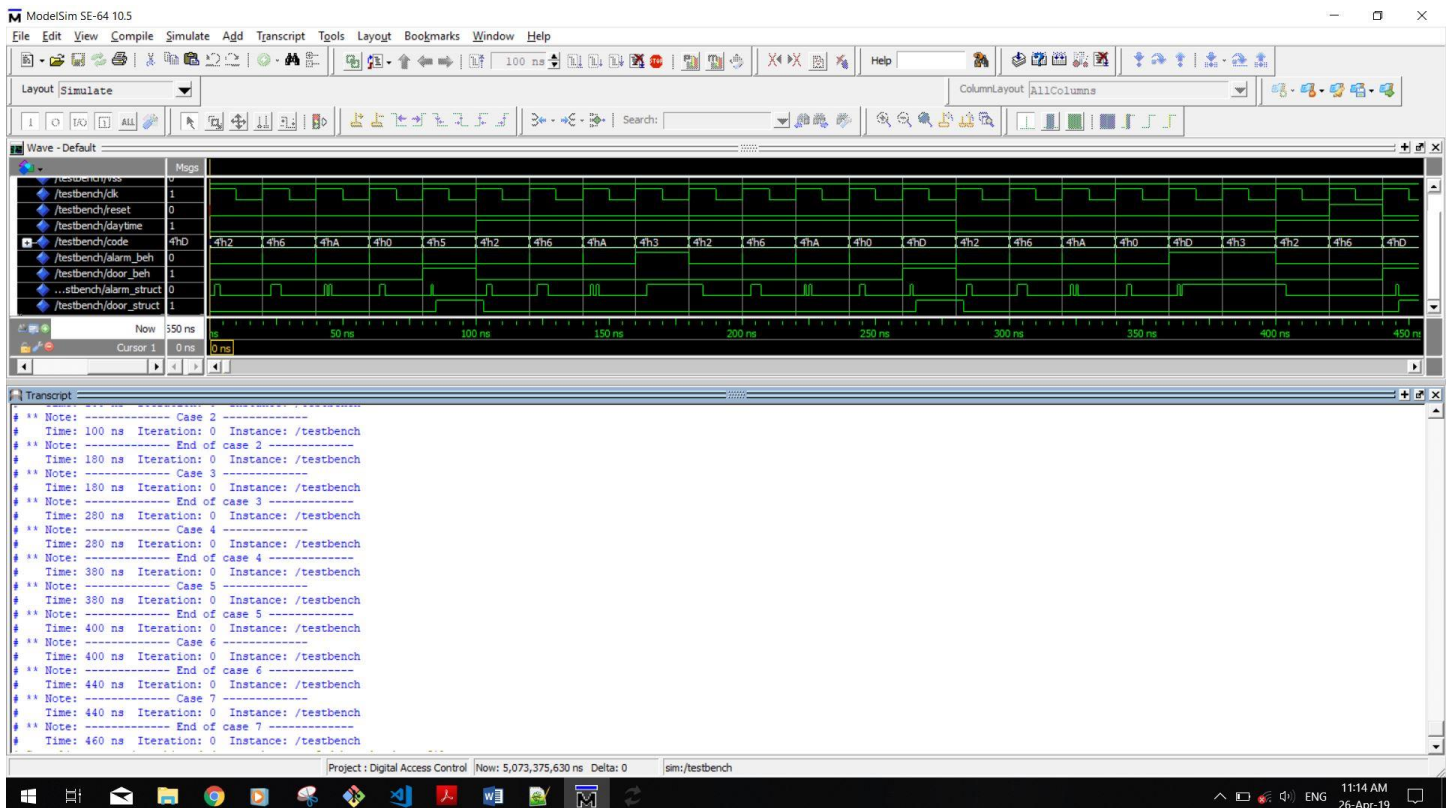 ModelSim SE-64 10.5
File Edit View Compile Simulate Add Transcript Tools Layout Bookmarks Window Help
100 ns Help
Layout Simulate ColumnLayout AllColumns
Search:
Wave - Default
Msgs
/testbench/vss 0
/testbench/clk 1
/testbench/reset 0
/testbench/daytime 1
/testbench/code 4'hD 4'h2 4'h6 4'hA 4'h0 4'h5 4'h2 4'h6 4'hA 4'h3 4'h2 4'h6 4'hA 4'h0 4'hD 4'h2 4'h6 4'hA 4'h0 4'hD 4'h3 4'h2 4'h6 4'hD
/testbench/alarm_beh 0
/testbench/door_beh 1
...stbench/alarm_struct 0
/testbench/door_struct 1
Now 550 ns ns 50 ns 100 ns 150 ns 200 ns 250 ns 300 ns 350 ns 400 ns 450 ns
Cursor 1 0 ns 0 ns
Transcript
# ** Note: ------------- Case 2 -------------
# Time: 100 ns Iteration: 0 Instance: /testbench
# ** Note: ------------- End of case 2 -------------
# Time: 180 ns Iteration: 0 Instance: /testbench
# ** Note: ------------- Case 3 -------------
# Time: 180 ns Iteration: 0 Instance: /testbench
# ** Note: ------------- End of case 3 -------------
# Time: 280 ns Iteration: 0 Instance: /testbench
# ** Note: ------------- Case 4 -------------
# Time: 280 ns Iteration: 0 Instance: /testbench
# ** Note: ------------- End of case 4 -------------
# Time: 380 ns Iteration: 0 Instance: /testbench
# ** Note: ------------- Case 5 -------------
# Time: 380 ns Iteration: 0 Instance: /testbench
# ** Note: ------------- End of case 5 -------------
# Time: 400 ns Iteration: 0 Instance: /testbench
# ** Note: ------------- Case 6 -------------
# Time: 400 ns Iteration: 0 Instance: /testbench
# ** Note: ------------- End of case 6 -------------
# Time: 440 ns Iteration: 0 Instance: /testbench
# ** Note: ------------- Case 7 -------------
# Time: 440 ns Iteration: 0 Instance: /testbench
# ** Note: ------------- End of case 7 -------------
# Time: 460 ns Iteration: 0 Instance: /testbench
Project : Digital Access Control Now: 5,073,375,630 ns Delta: 0 sim:/testbench
ENG 11:14 AM
26-Apr-19